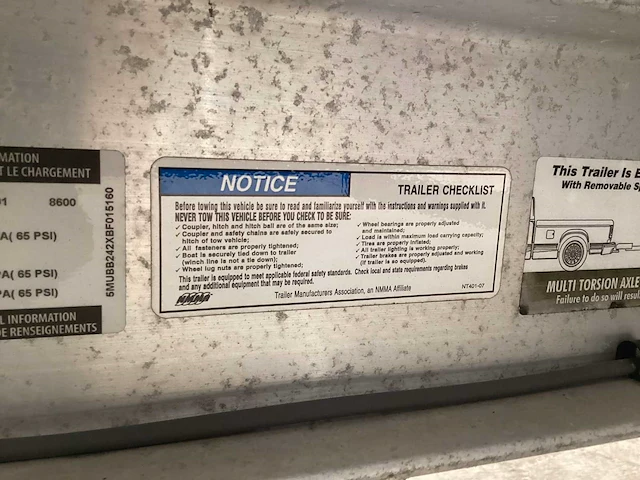 MATION
T LE CHARGEMENT
01 8600
A( 65 PSI)
PA( 65 PSI)
PA( 65 PSI)
L INFORMATION
DE RENSEIGNEMENTS
5MUBB242XBF015160
NOTICE
TRAILER CHECKLIST
Before towing this vehicle be sure to read and familiarize yourself with the instructions and warnings supplied with it.
NEVER TOW THIS VEHICLE BEFORE YOU CHECK TO BE SURE:
✓ Coupler, hitch and hitch ball are of the same size;
✓ Coupler and safety chains are safely secured to
hitch of tow vehicle;
✓ All fasteners are properly tightened;
✓ Boat is securely tied down to trailer
(winch line is not a tie down);
✓ Wheel lug nuts are properly tightened;
✓ Wheel bearings are properly adjusted
and maintained;
✓ Load is within maximum load carrying capacity;
✓ Tires are properly inflated;
✓ All trailer lighting is working properly;
✓ Trailer brakes are properly adjusted and working
(if trailer is so equipped).
This trailer is equipped to meet applicable federal safety standards. Check local and state requirements regarding brakes
and any additional equipment that may be required.
NMMA
Trailer Manufacturers Association, an NMMA Affiliate
NT401-07
This Trailer Is E
With Removable Sp
MULTI TORSION AXLE
Failure to do so will resul